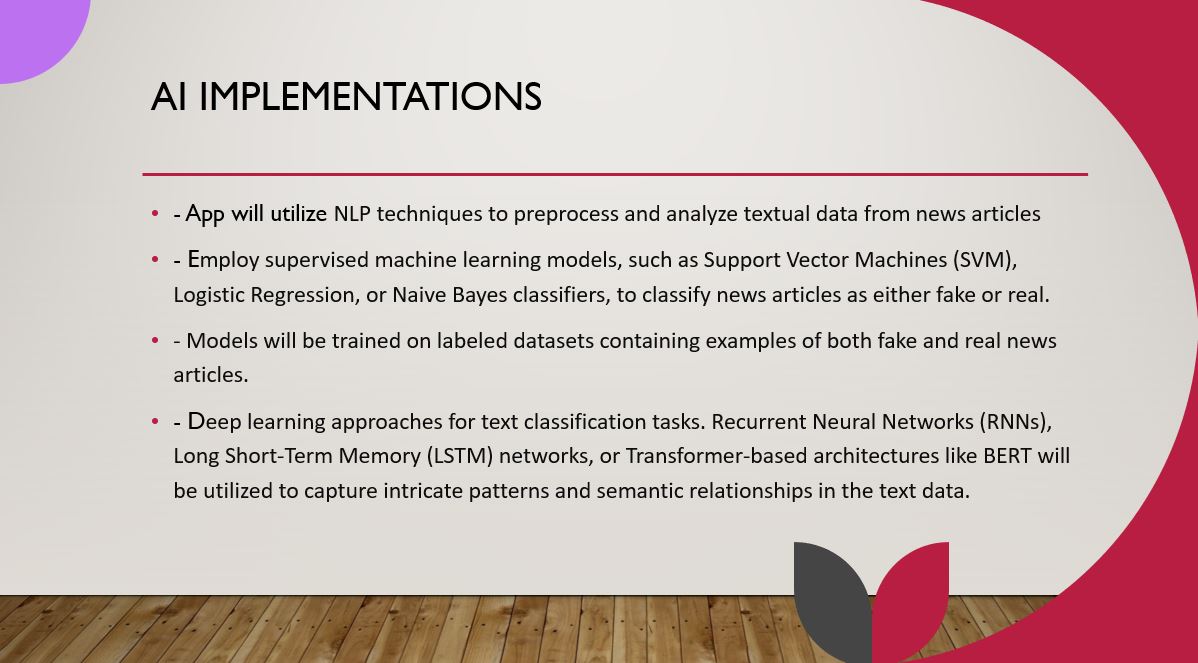 AI IMPLEMENTATIONS
• - App will utilize NLP techniques to preprocess and analyze textual data from news articles
• - Employ supervised machine learning models, such as Support Vector Machines (SVM),
Logistic Regression, or Naive Bayes classifiers, to classify news articles as either fake or real.
• - Models will be trained on labeled datasets containing examples of both fake and real news
articles.
• - Deep learning approaches for text classification tasks. Recurrent Neural Networks (RNNs),
Long Short-Term Memory (LSTM) networks, or Transformer-based architectures like BERT will
be utilized to capture intricate patterns and semantic relationships in the text data.